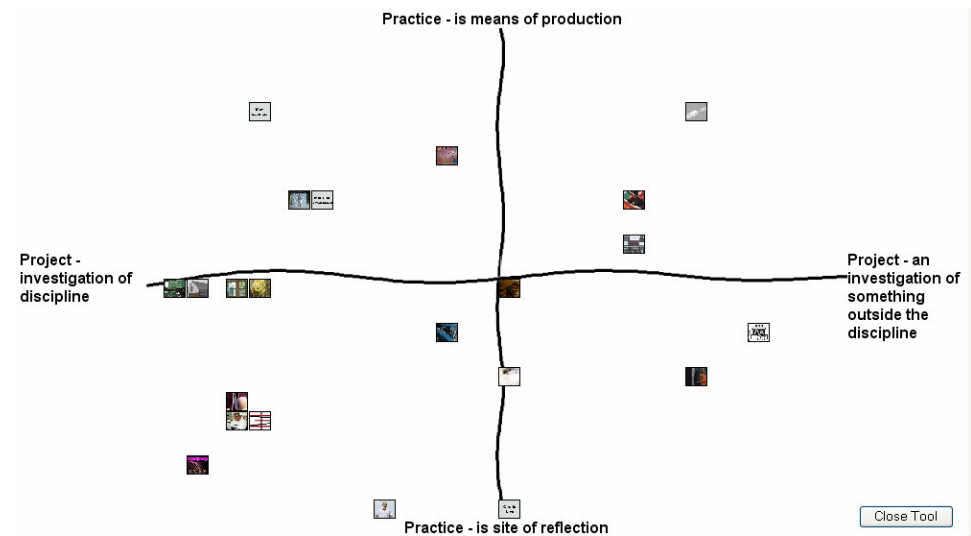 Practice - is means of production
Project -
investigation of
discipline
Project - an
investigation of
something
outside the
discipline
Practice - is site of reflection
Close Tool